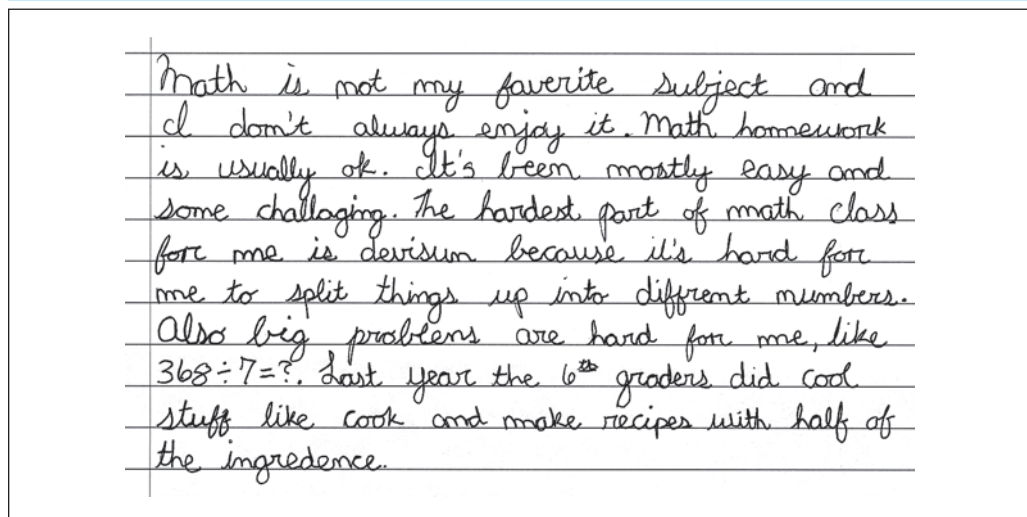 Math is not my faverite subject and
I don't always enjoy it. Math homework
is usually ok. It's been mostly easy and
some challaging. The hardest part of math class
for me is devisun because it's hard for
me to split things up into diffrent numbers.
Also big problems are hard for me, like
368÷7=?. Last year the 6th graders did cool
stuff like cook and make recipes with half of
the ingredence.